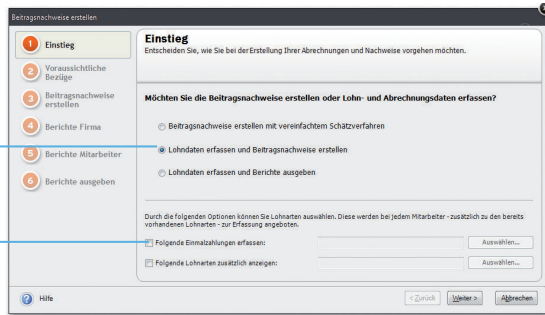 Beitragsnachweise erstellen
1 Einstieg
2 Voraussichtliche
Bezüge
3 Beitragsnachweise
erstellen
4 Berichte Firma
5 Berichte Mitarbeiter
6 Berichte ausgeben
Einstieg
Entscheiden Sie, wie Sie bei der Erstellung Ihrer Abrechnungen und Nachweise vorgehen möchten.
Möchten Sie die Beitragsnachweise erstellen oder Lohn- und Abrechnungsdaten erfassen?
Beitragsnachweise erstellen mit vereinfachtem Schätzverfahren
Lohndaten erfassen und Beitragsnachweise erstellen
Lohndaten erfassen und Berichte ausgeben
Durch die folgenden Optionen können Sie Lohnarten auswählen. Diese werden bei jedem Mitarbeiter - zusätzlich zu den bereits
vorhandenen Lohnarten - zur Erfassung angeboten.
Folgende Einmalzahlungen erfassen: Auswählen...
Folgende Lohnarten zusätzlich anzeigen: Auswählen...
? Hilfe < Zurück Weiter > Abbrechen